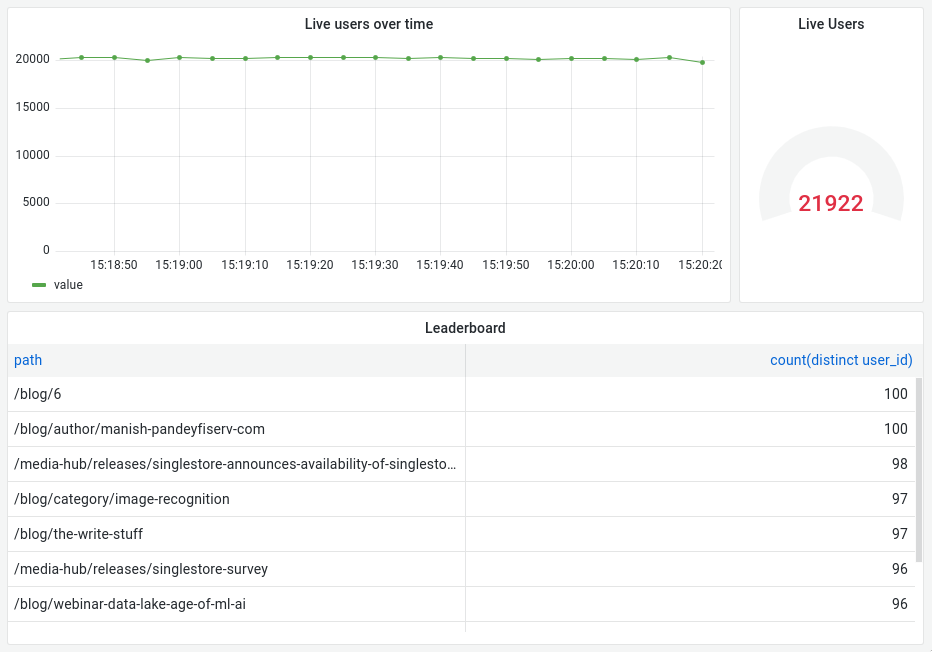 Live users over time
20000
15000
10000
5000
0
15:18:50 15:19:00 15:19:10 15:19:20 15:19:30 15:19:40 15:19:50 15:20:00 15:20:10 15:20:20
value
Live Users
21922
Leaderboard
path count(distinct user_id)
/blog/6 100
/blog/author/manish-pandeyfiserv-com 100
/media-hub/releases/singlestore-announces-availability-of-singlesto… 98
/blog/category/image-recognition 97
/blog/the-write-stuff 97
/media-hub/releases/singlestore-survey 96
/blog/webinar-data-lake-age-of-ml-ai 96